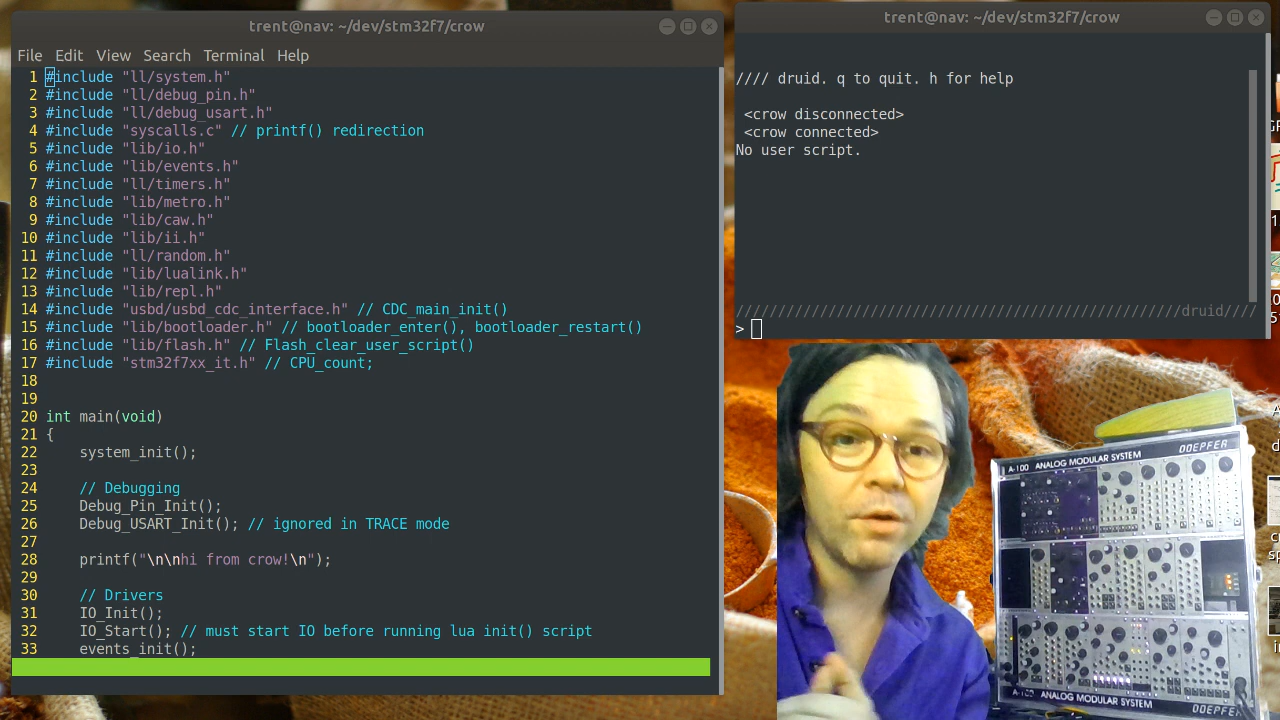 trent@nav: ~/dev/stm32f7/crow
File Edit View Search Terminal Help
1 #include "ll/system.h"
2 #include "ll/debug_pin.h"
3 #include "ll/debug_usart.h"
4 #include "syscalls.c" // printf() redirection
5 #include "lib/io.h"
6 #include "lib/events.h"
7 #include "ll/timers.h"
8 #include "lib/metro.h"
9 #include "lib/caw.h"
10 #include "lib/ii.h"
11 #include "ll/random.h"
12 #include "lib/lualink.h"
13 #include "lib/repl.h"
14 #include "usbd/usbd_cdc_interface.h" // CDC_main_init()
15 #include "lib/bootloader.h" // bootloader_enter(), bootloader_restart()
16 #include "lib/flash.h" // Flash_clear_user_script()
17 #include "stm32f7xx_it.h" // CPU_count;
18
19
20 int main(void)
21 {
22 system_init();
23
24 // Debugging
25 Debug_Pin_Init();
26 Debug_USART_Init(); // ignored in TRACE mode
27
28 printf("\n\nhi from crow!\n");
29
30 // Drivers
31 IO_Init();
32 IO_Start(); // must start IO before running lua init() script
33 events_init();
trent@nav: ~/dev/stm32f7/crow
//// druid. q to quit. h for help
<crow disconnected>
<crow connected>
No user script.
/////////////////////////////////////////////////////druid////
>
A-100 ANALOG MODULAR SYSTEM DOEPFER
A-100 ANALOG MODULAR SYSTEM DOEPFER